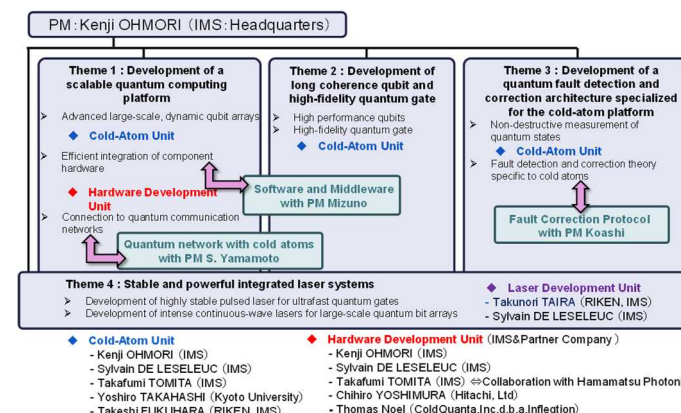 PM：Kenji OHMORI (IMS：Headquarters)
Theme 1 : Development of a
scalable quantum computing
platform
➢ Advanced large-scale, dynamic qubit arrays
◆ Cold-Atom Unit
➢ Efficient integration of component
hardware
◆ Hardware Development
Unit
➢ Connection to quantum communication
networks
Theme 2 : Development of
long coherence qubit and
high-fidelity quantum gate
➢ High performance qubits
➢ High-fidelity quantum gate
◆ Cold-Atom Unit
Software and Middleware
with PM Mizuno
Quantum network with cold atoms
with PM S. Yamamoto
Theme 3 : Development of
a quantum fault detection and
correction architecture specialized
for the cold-atom platform
➢ Non-destructive measurement of
quantum states
◆ Cold-Atom Unit
➢ Fault detection and correction theory
specific to cold atoms
Fault Correction Protocol
with PM Koashi
Theme 4 : Stable and powerful integrated laser systems
➢ Development of highly stable pulsed laser for ultrafast quantum gates
➢ Development of intense continuous-wave lasers for large-scale quantum bit arrays
◆ Laser Development Unit
- Takunori TAIRA (RIKEN, IMS)
- Sylvain DE LESELEUC (IMS)
◆ Cold-Atom Unit
- Kenji OHMORI (IMS)
- Sylvain DE LESELEUC (IMS)
- Takafumi TOMITA (IMS)
- Yoshiro TAKAHASHI (Kyoto University)
- Takeshi FUKUHARA (RIKEN, IMS)
◆ Hardware Development Unit (IMS&Partner Company)
- Kenji OHMORI (IMS)
- Sylvain DE LESELEUC (IMS)
- Takafumi TOMITA (IMS) ⇔Collaboration with Hamamatsu Photon
- Chihiro YOSHIMURA (Hitachi, Ltd)
- Thomas Noel (ColdQuanta,Inc.d.b.a.Infleqtion)